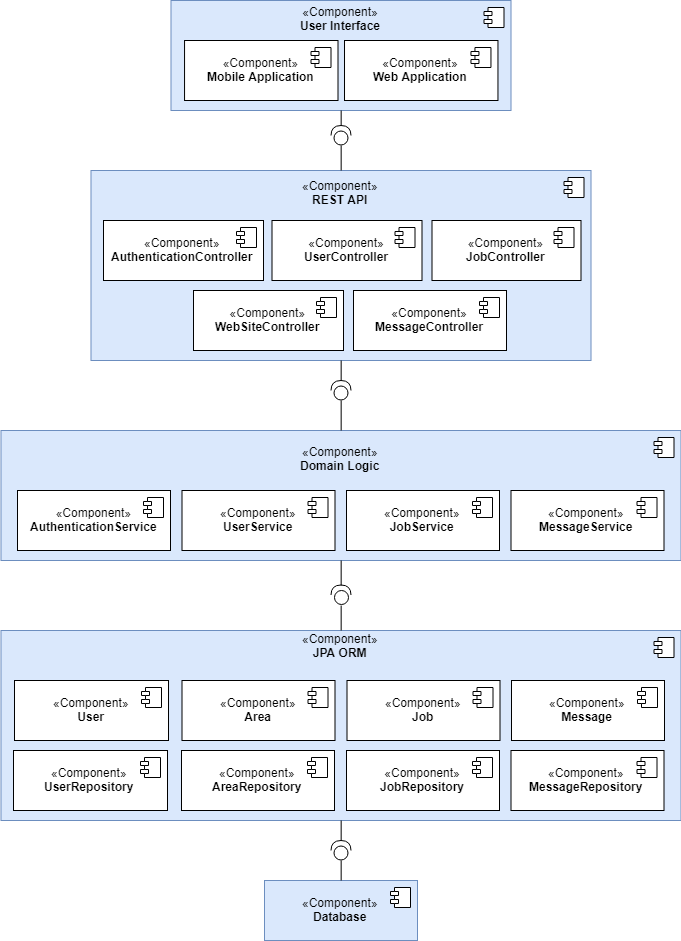 «Component»
User Interface
«Component»
Mobile Application
«Component»
Web Application
«Component»
REST API
«Component»
AuthenticationController
«Component»
UserController
«Component»
JobController
«Component»
WebSiteController
«Component»
MessageController
«Component»
Domain Logic
«Component»
AuthenticationService
«Component»
UserService
«Component»
JobService
«Component»
MessageService
«Component»
JPA ORM
«Component»
User
«Component»
Area
«Component»
Job
«Component»
Message
«Component»
UserRepository
«Component»
AreaRepository
«Component»
JobRepository
«Component»
MessageRepository
«Component»
Database